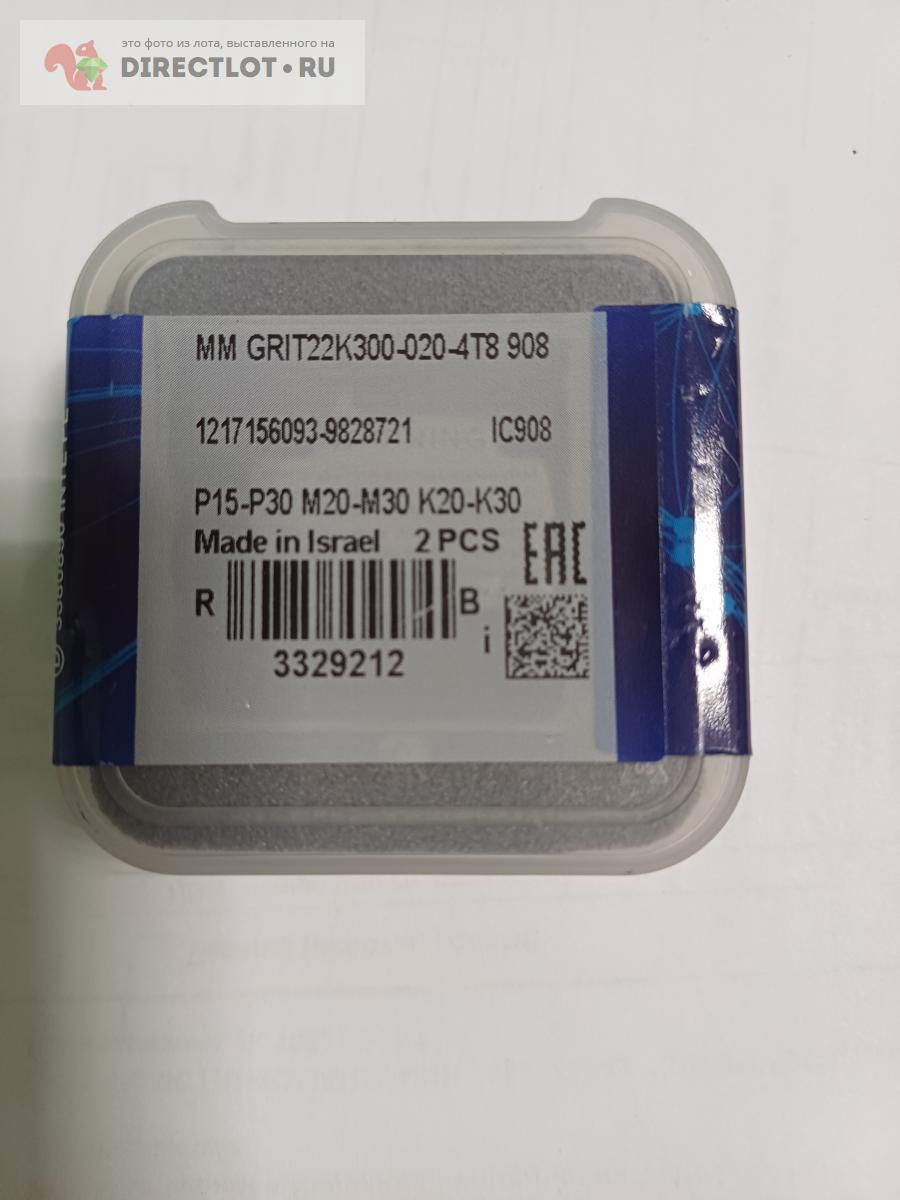 это фото из лота, выставленного на
DIRECTLOT•RU
MM GRIT22K300-020-4T8 908
1217156093-9828721 IC908
P15-P30 M20-M30 K20-K30
Made in Israel 2 PCS EAC
R B
i
3329212